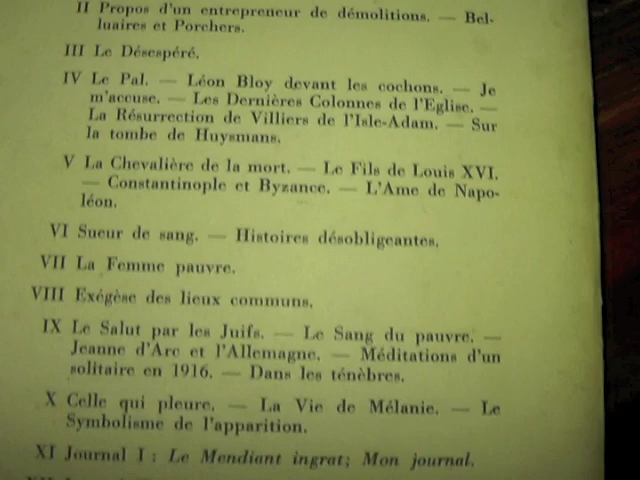 II Propos d'un entrepreneur de démolitions. — Bel-
luaires et Porchers.
III Le Désespéré.
IV Le Pal. — Léon Bloy devant les cochons. — Je
m'accuse. — Les Dernières Colonnes de l'Eglise. —
La Résurrection de Villiers de l'Isle-Adam. — Sur
la tombe de Huysmans.
V La Chevalière de la mort. — Le Fils de Louis XVI.
— Constantinople et Byzance. — L'Ame de Napo-
léon.
VI Sueur de sang. — Histoires désobligeantes.
VII La Femme pauvre.
VIII Exégèse des lieux communs.
IX Le Salut par les Juifs. — Le Sang du pauvre. —
Jeanne d'Arc et l'Allemagne. — Méditations d'un
solitaire en 1916. — Dans les ténèbres.
X Celle qui pleure. — La Vie de Mélanie. — Le
Symbolisme de l'apparition.
XI Journal I : Le Mendiant ingrat; Mon journal.